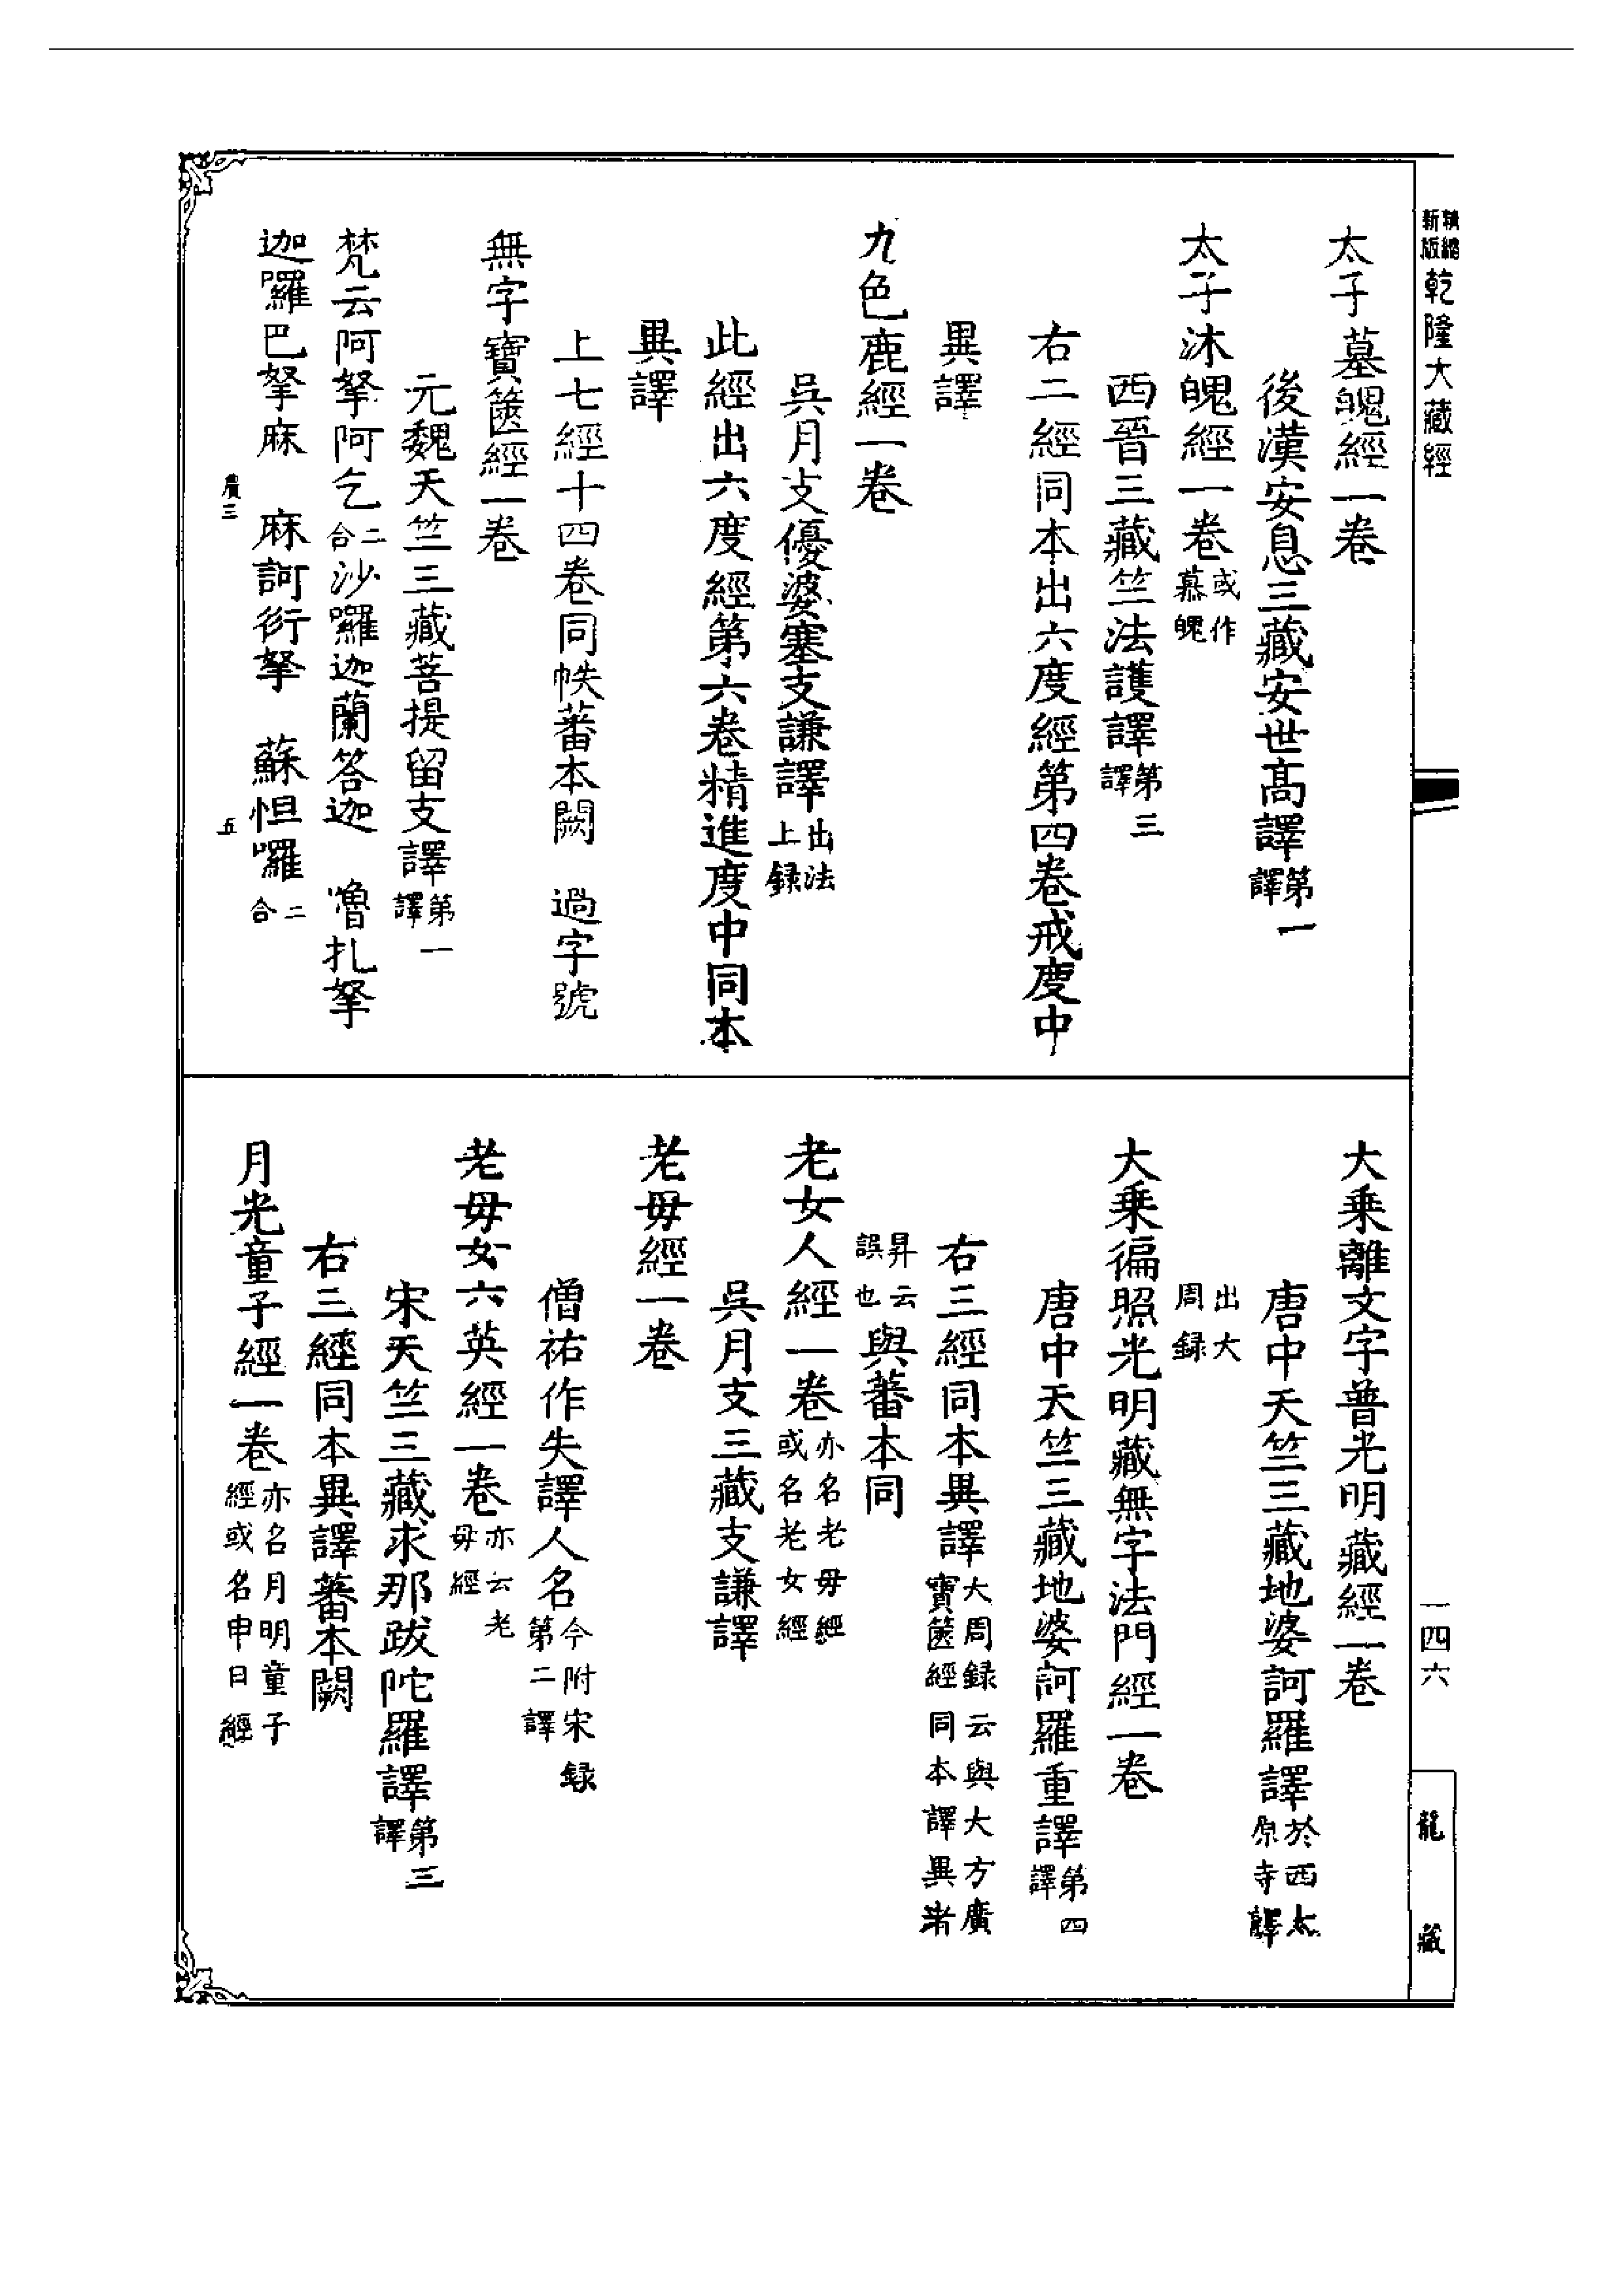 新版 精縮 乾隆大藏經
太子墓魄經一卷
後漢安息三藏安世高譯第一譯
太子沐魄經一卷或作慕魄
西晉三藏竺法護譯第三譯
右二經同本出六度經第四卷戒度中
異譯
九色鹿經一卷
吳月支優婆塞支謙譯出法上録
此經出六度經第六卷精進度中同本
異譯
上七經十四卷同帙蕃本闕 過字號
無字寶篋經一卷
元魏天竺三藏菩提留支譯第一譯
梵云阿拏阿乞二合沙囉迦蘭答迦 嚕扎拏
迦囉巴拏麻 麻訶衍拏 蘇怛囉二合
農三 五
大乘離文字普光明藏經一卷
唐中天竺三藏地婆訶羅譯於西太原寺譯
出大周録
大乘徧照光明藏無字法門經一卷
唐中天竺三藏地婆訶羅重譯第四譯
右三經同本異譯大周録云與大方廣寶篋經同本譯異者
昇云誤也與蕃本同
老女人經一卷亦名老毋經或名老女經
吳月支三藏支謙譯
老毋經一卷
僧祐作失譯人名今附宋録第二譯
老毋女六英經一卷亦云老毋經
宋天竺三藏求那跋陀羅譯第三譯
右三經同本異譯蕃本闕
月光童子經一卷亦名月明童子經或名申日經
一四六
龍藏